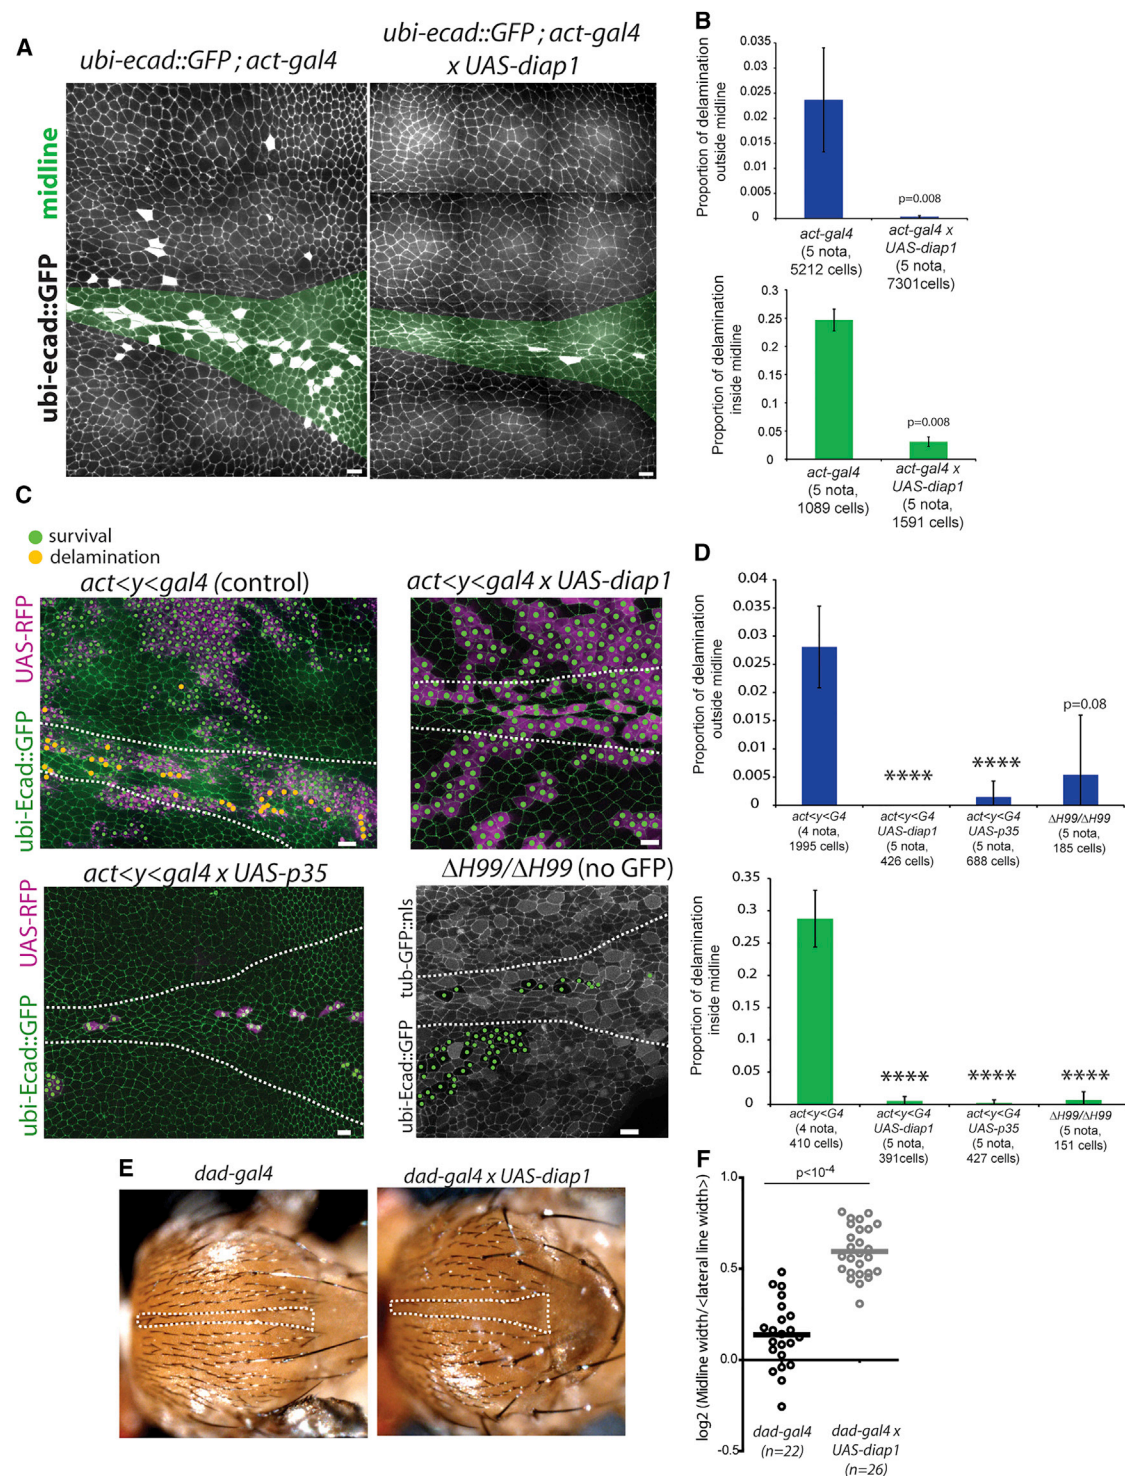 A
ubi-ecad::GFP ; act-gal4
ubi-ecad::GFP ; act-gal4
x UAS-diap1
midline
ubi-ecad::GFP
B
Proportion of delamination
outside midline
0.035
0.03
0.025
0.02
0.015
0.01
0.005
0
p=0.008
act-gal4
(5 nota,
5212 cells)
act-gal4 x
UAS-diap1
(5 nota,
7301cells)
Proportion of delamination
inside midline
0.3
0.25
0.2
0.15
0.1
0.05
0
p=0.008
act-gal4
(5 nota,
1089 cells)
act-gal4 x
UAS-diap1
(5 nota,
1591 cells)
C
survival
delamination
act<y<gal4 (control)
UAS-RFP
ubi-Ecad::GFP
act<y<gal4 x UAS-diap1
act<y<gal4 x UAS-p35
UAS-RFP
ubi-Ecad::GFP
ΔH99/ΔH99 (no GFP)
tub-GFP::nls
ubi-Ecad::GFP
D
Proportion of delamination
outside midline
0.04
0.035
0.03
0.025
0.02
0.015
0.01
0.005
0
****
****
p=0.08
act<y<G4
(4 nota,
1995 cells)
act<y<G4
UAS-diap1
(5 nota,
426 cells)
act<y<G4
UAS-p35
(5 nota,
688 cells)
ΔH99/ΔH99
(5 nota,
185 cells)
Proportion of delamination
inside midline
0.35
0.3
0.25
0.2
0.15
0.1
0.05
0
****
****
****
act<y<G4
(4 nota,
410 cells)
act<y<G4
UAS-diap1
(5 nota,
391cells)
act<y<G4
UAS-p35
(5 nota,
427 cells)
ΔH99/ΔH99
(5 nota,
151 cells)
E
dad-gal4
dad-gal4 x UAS-diap1
F
log2 (Midline width/<lateral line width>)
1.0
0.5
0.0
-0.5
p<10-4
dad-gal4
(n=22)
dad-gal4 x
UAS-diap1
(n=26)